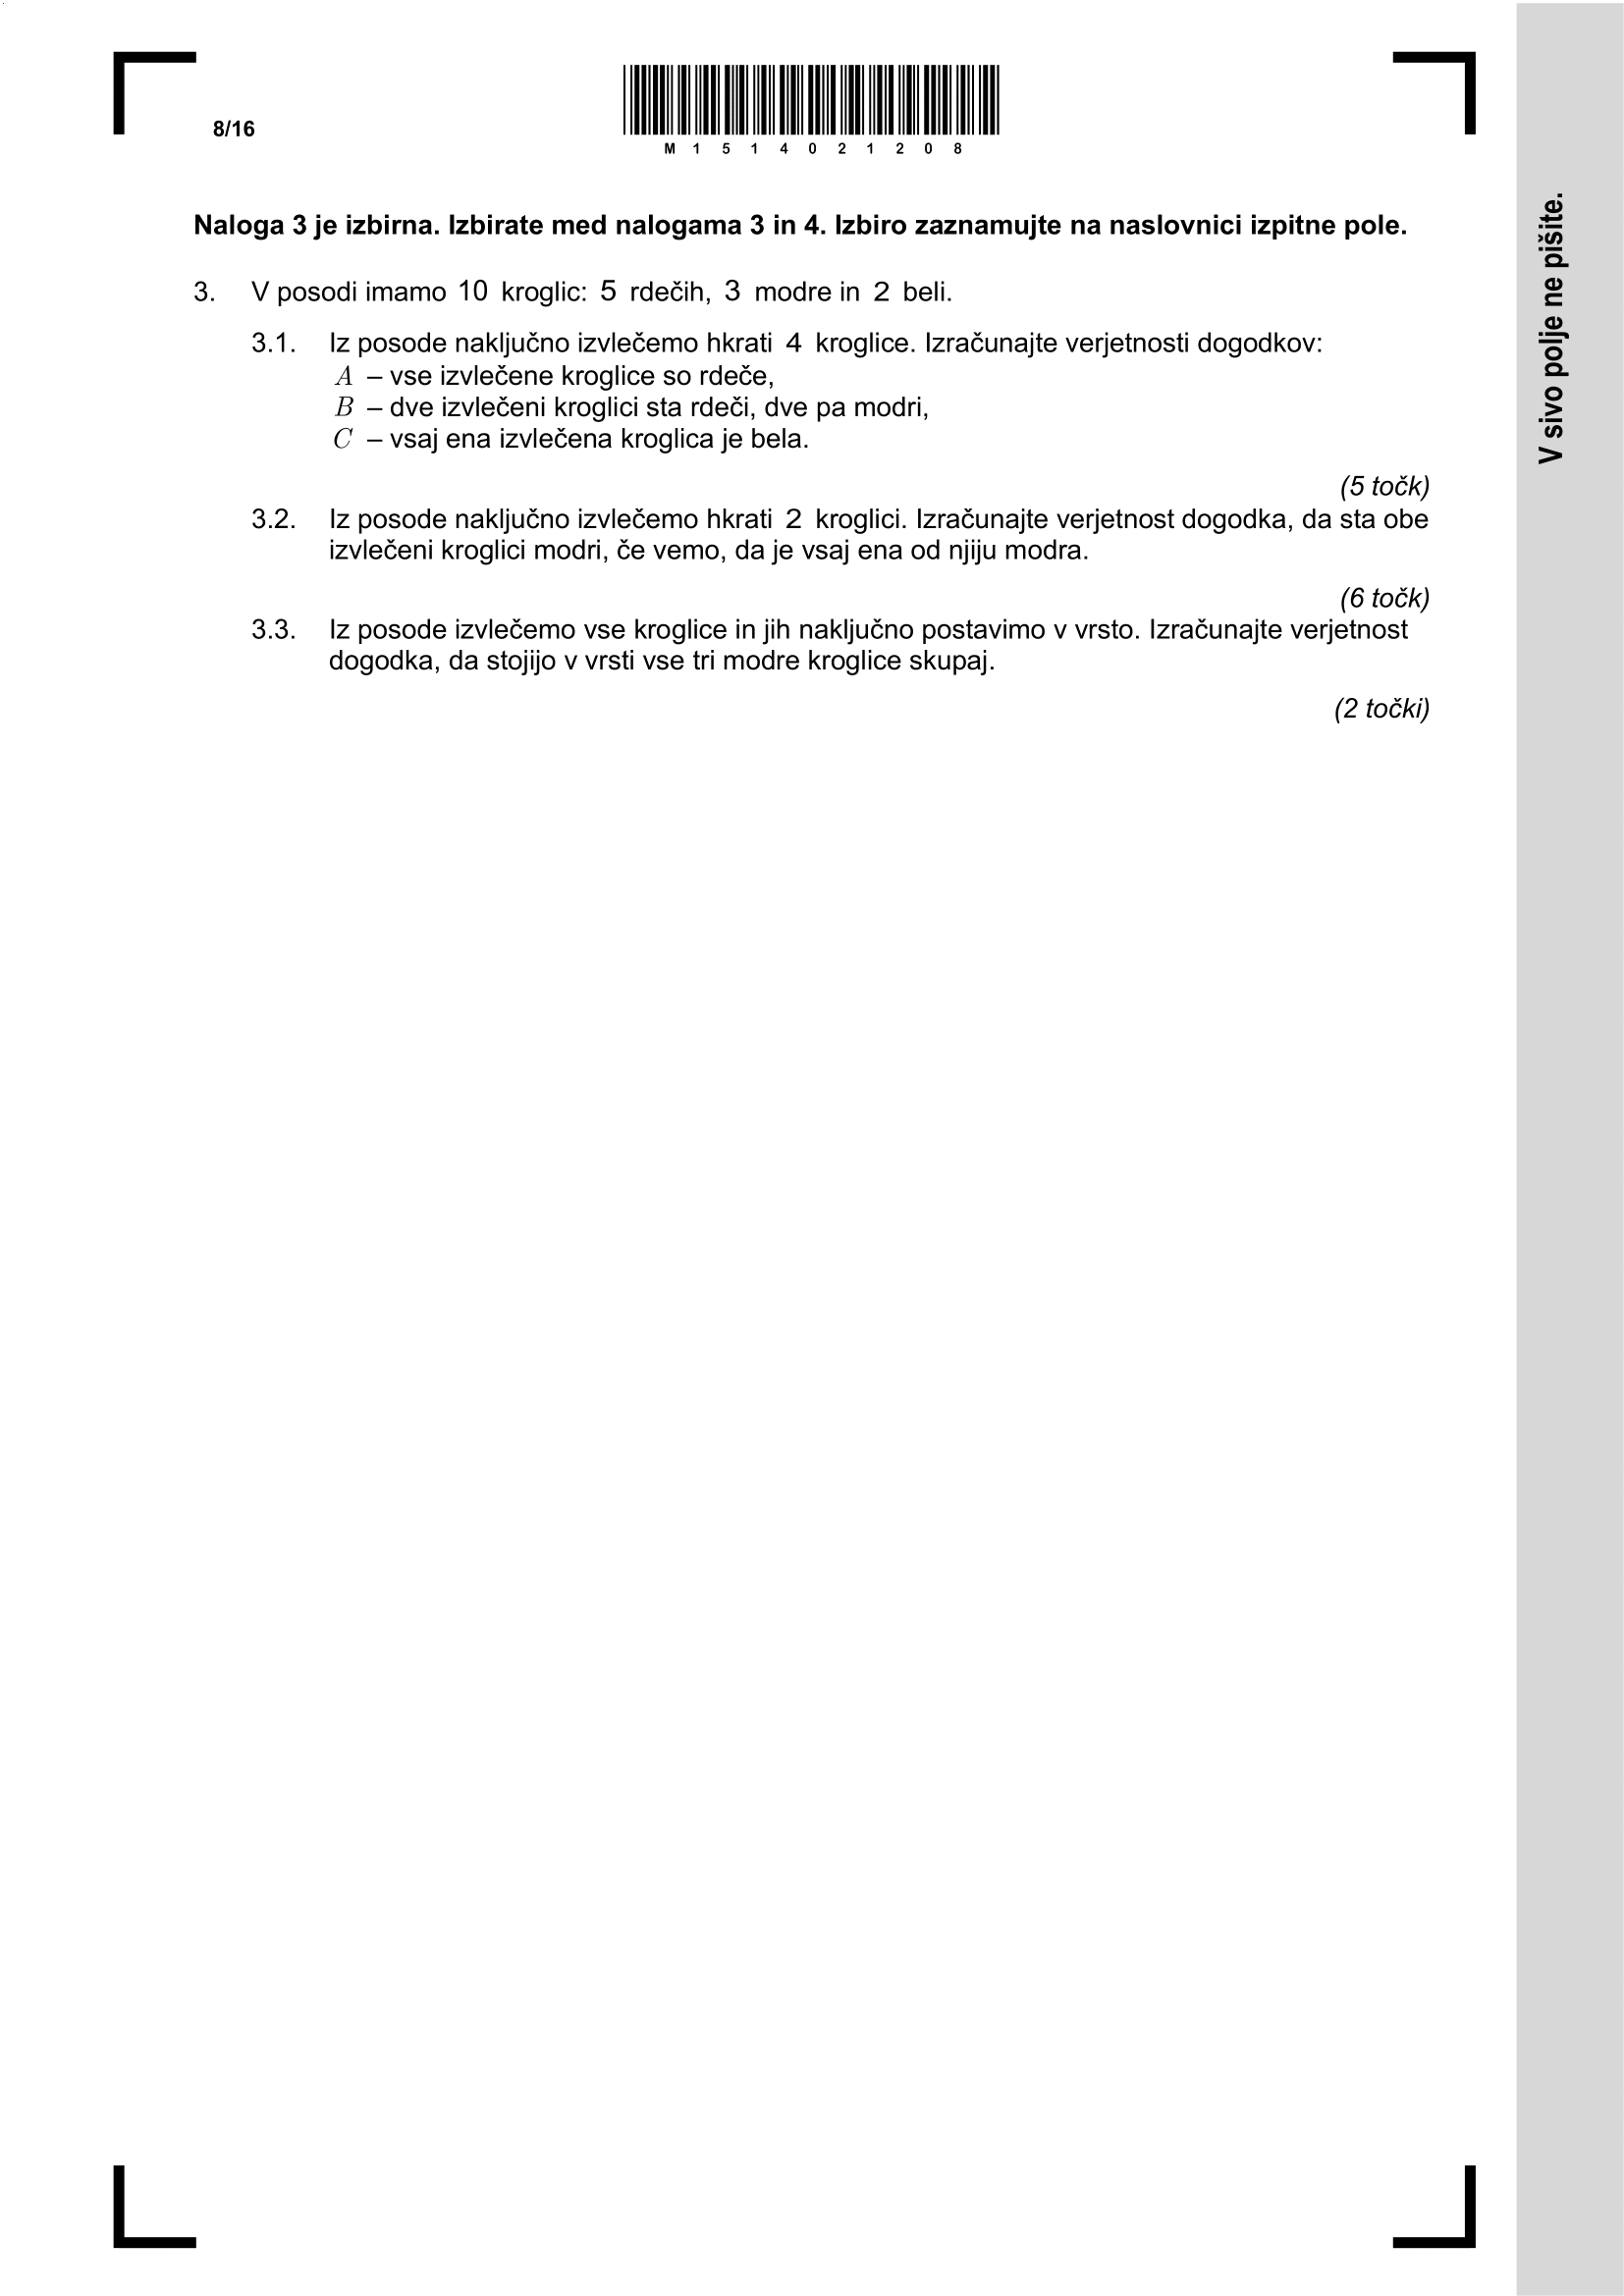 8/16
M 1 5 1 4 0 2 1 2 0 8
Naloga 3 je izbirna. Izbirate med nalogama 3 in 4. Izbiro zaznamujte na naslovnici izpitne pole.
3. V posodi imamo 10 kroglic: 5 rdečih, 3 modre in 2 beli.
3.1. Iz posode naključno izvlečemo hkrati 4 kroglice. Izračunajte verjetnosti dogodkov:
A – vse izvlečene kroglice so rdeče,
B – dve izvlečeni kroglici sta rdeči, dve pa modri,
C – vsaj ena izvlečena kroglica je bela.
(5 točk)
3.2. Iz posode naključno izvlečemo hkrati 2 kroglici. Izračunajte verjetnost dogodka, da sta obe
izvlečeni kroglici modri, če vemo, da je vsaj ena od njiju modra.
(6 točk)
3.3. Iz posode izvlečemo vse kroglice in jih naključno postavimo v vrsto. Izračunajte verjetnost
dogodka, da stojijo v vrsti vse tri modre kroglice skupaj.
(2 točki)
V sivo polje ne pišite.